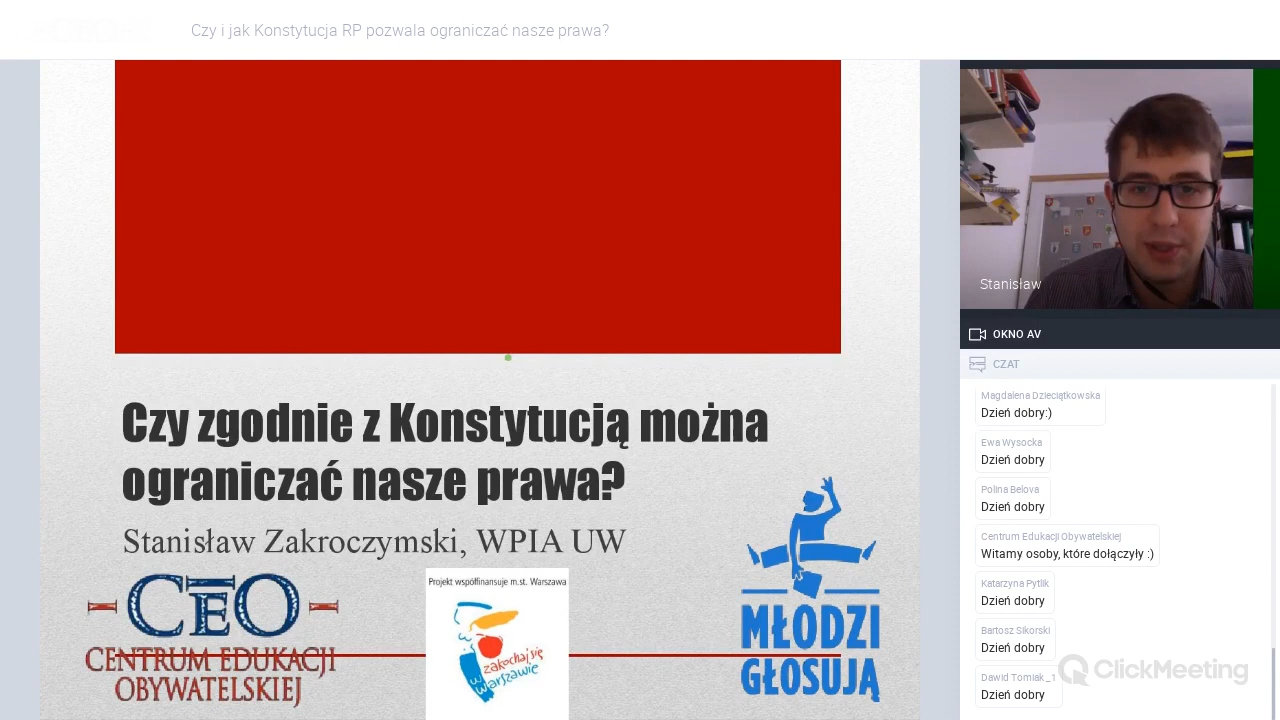 Czy i jak Konstytucja RP pozwala ograniczać nasze prawa?
Czy zgodnie z Konstytucją można
ograniczać nasze prawa?
Stanisław Zakroczymski, WPIA UW
CEO
CENTRUM EDUKACJI
OBYWATELSKIEJ
Projekt współfinansuje m.st. Warszawa
zakochaj się
w Warszawie
MŁODZI
GŁOSUJĄ
Stanisław
OKNO AV
CZAT
Magdalena Dzieciątkowska
Dzień dobry:)
Ewa Wysocka
Dzień dobry
Polina Belova
Dzień dobry
Centrum Edukacji Obywatelskiej
Witamy osoby, które dołączyły :)
Katarzyna Pytlik
Dzień dobry
Bartosz Sikorski
Dzień dobry
Dawid Tomiak_1
Dzień dobry
ClickMeeting